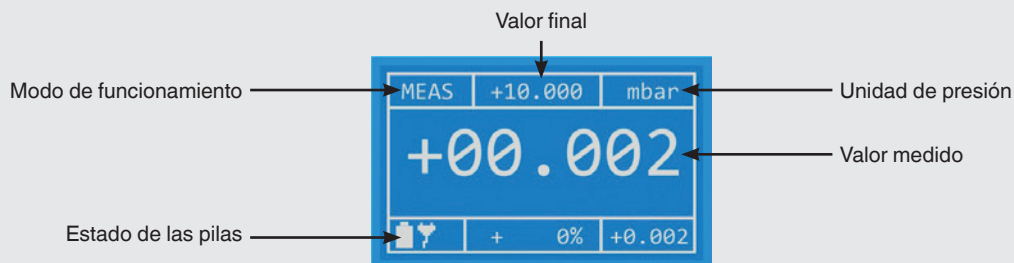 Valor final
Modo de funcionamiento
MEAS +10.000 mbar
Unidad de presión
+00.002
Valor medido
Estado de las pilas
+ 0% +0.002